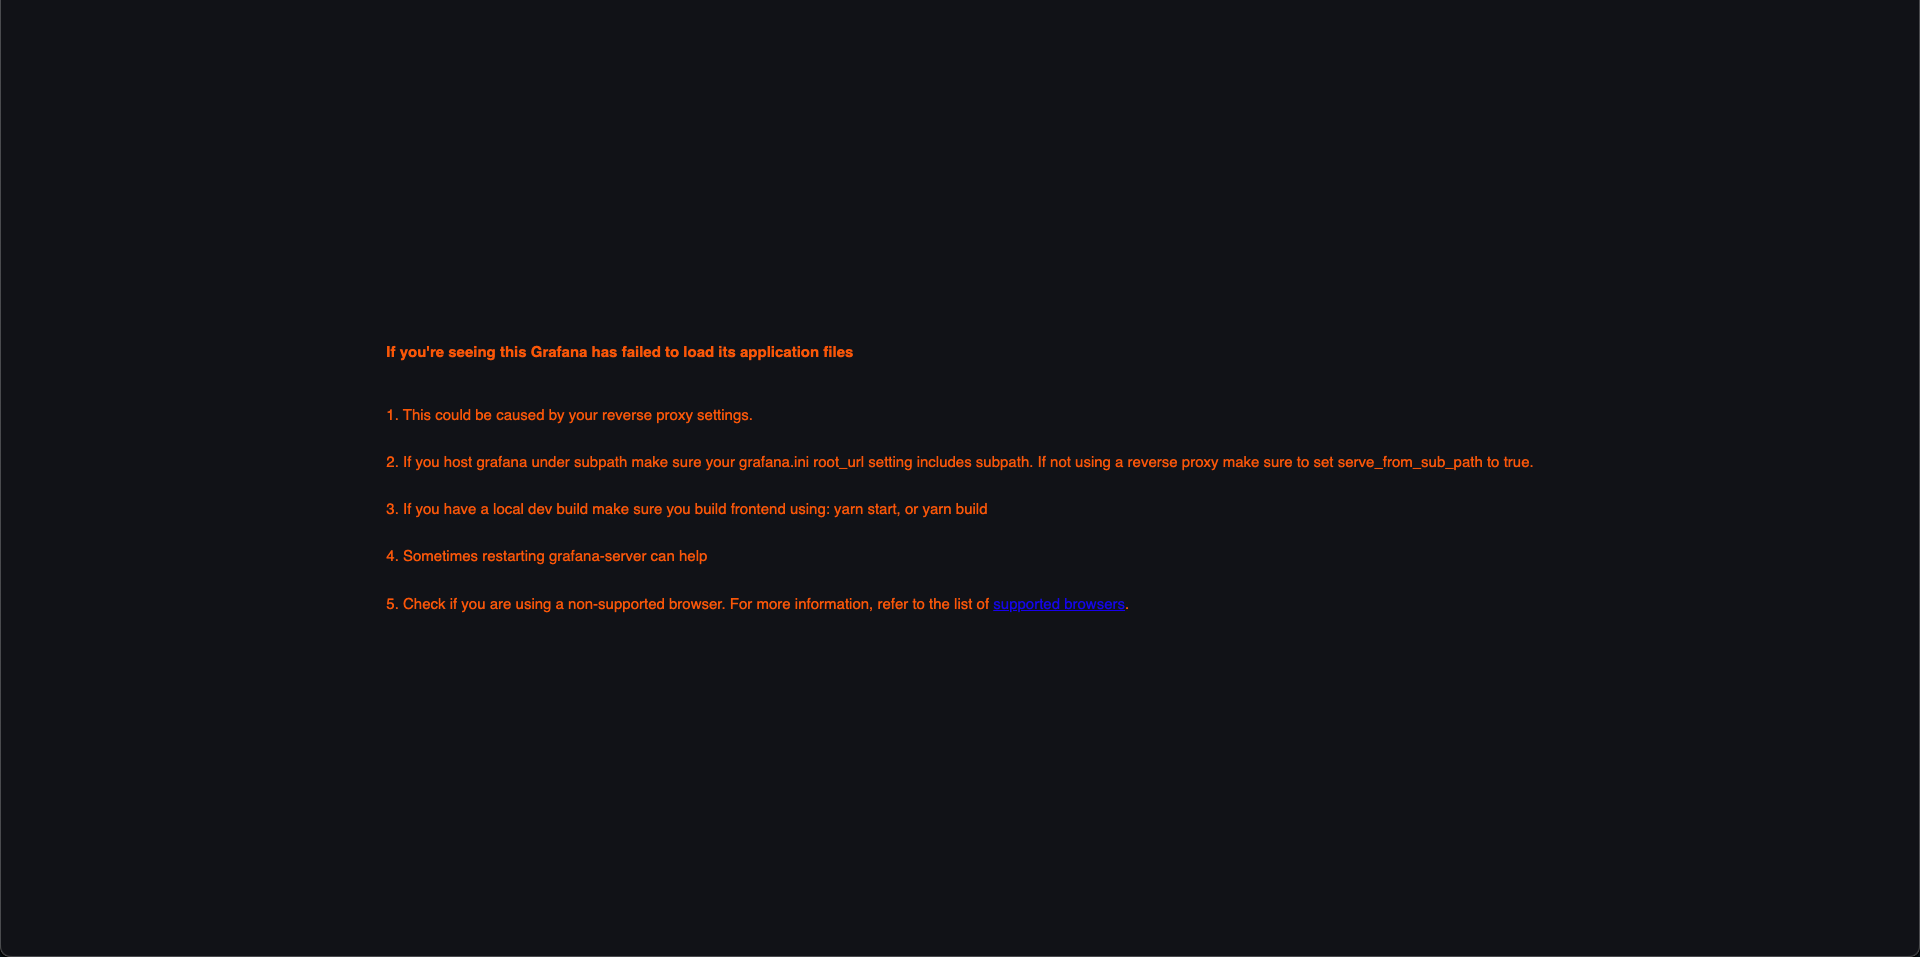 If you're seeing this Grafana has failed to load its application files
1. This could be caused by your reverse proxy settings.
2. If you host grafana under subpath make sure your grafana.ini root_url setting includes subpath. If not using a reverse proxy make sure to set serve_from_sub_path to true.
3. If you have a local dev build make sure you build frontend using: yarn start, or yarn build
4. Sometimes restarting grafana-server can help
5. Check if you are using a non-supported browser. For more information, refer to the list of supported browsers.